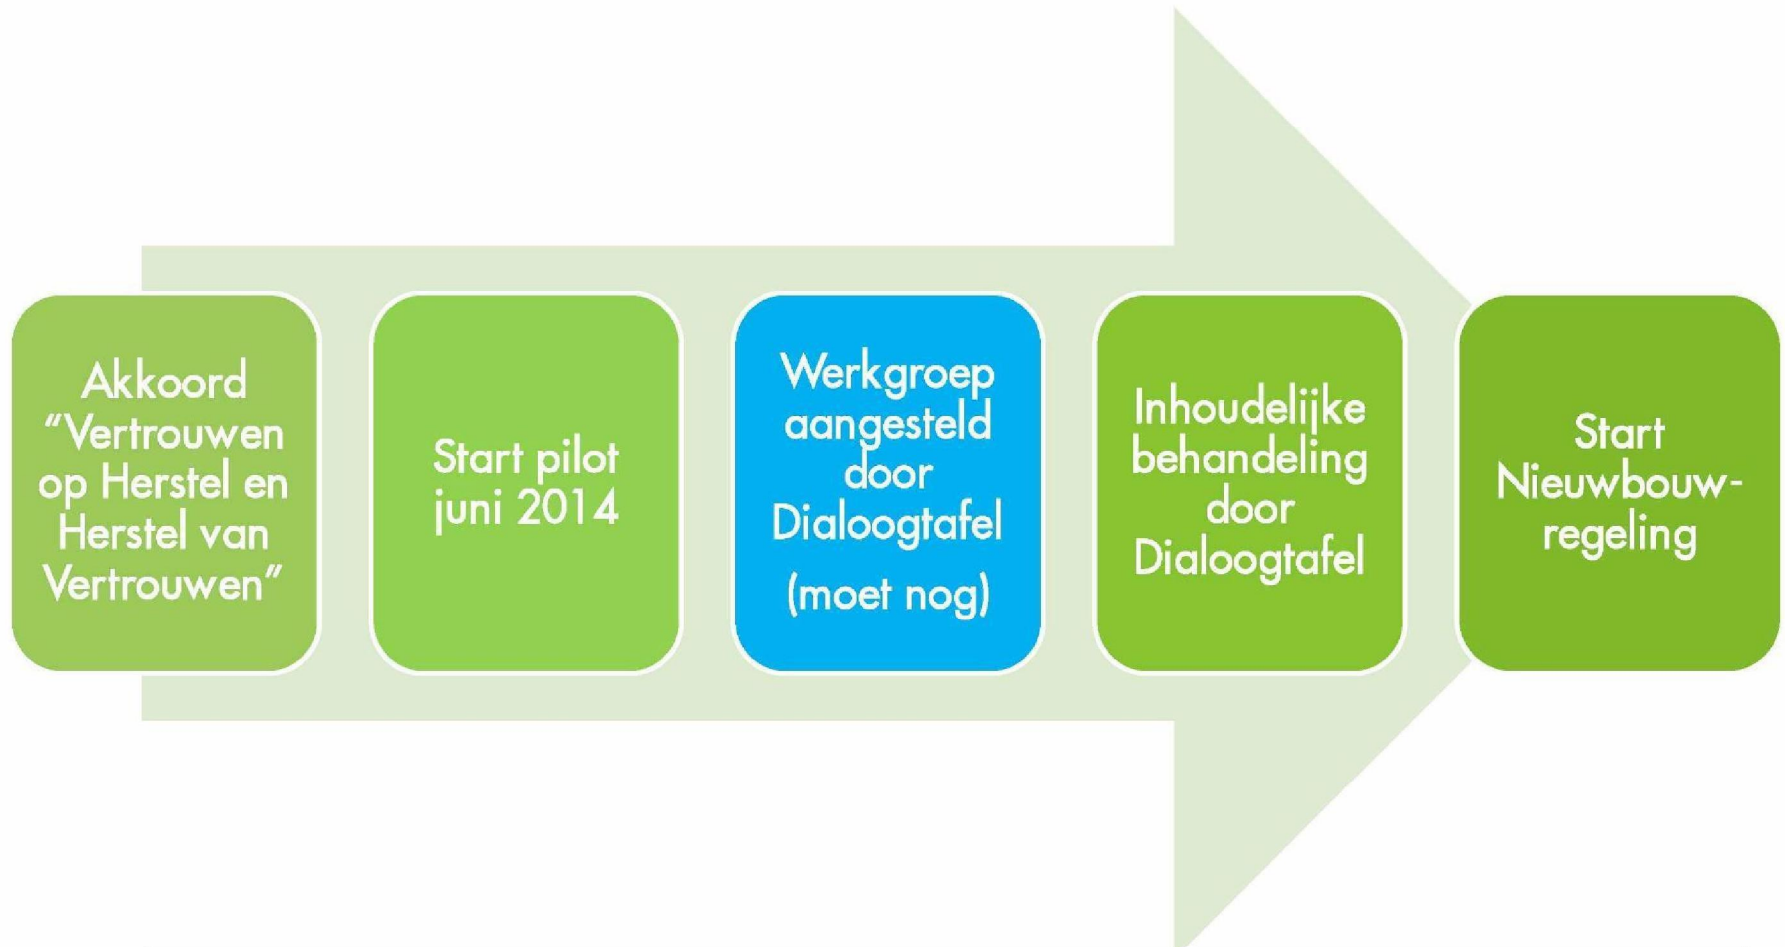 Akkoord
“Vertrouwen
op Herstel en
Herstel van
Vertrouwen”
Start pilot
juni 2014
Werkgroep
aangesteld
door
Dialoogtafel
(moet nog)
Inhoudelijke
behandeling
door
Dialoogtafel
Start
Nieuwbouw-
regeling